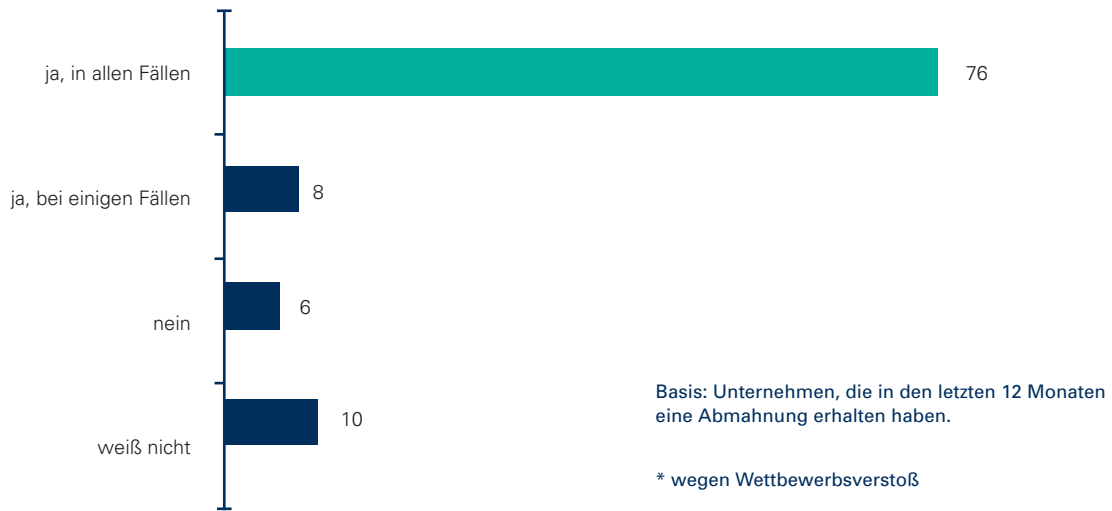 ja, in allen Fällen 76
ja, bei einigen Fällen 8
nein 6
weiß nicht 10
Basis: Unternehmen, die in den letzten 12 Monaten
eine Abmahnung erhalten haben.
* wegen Wettbewerbsverstoß